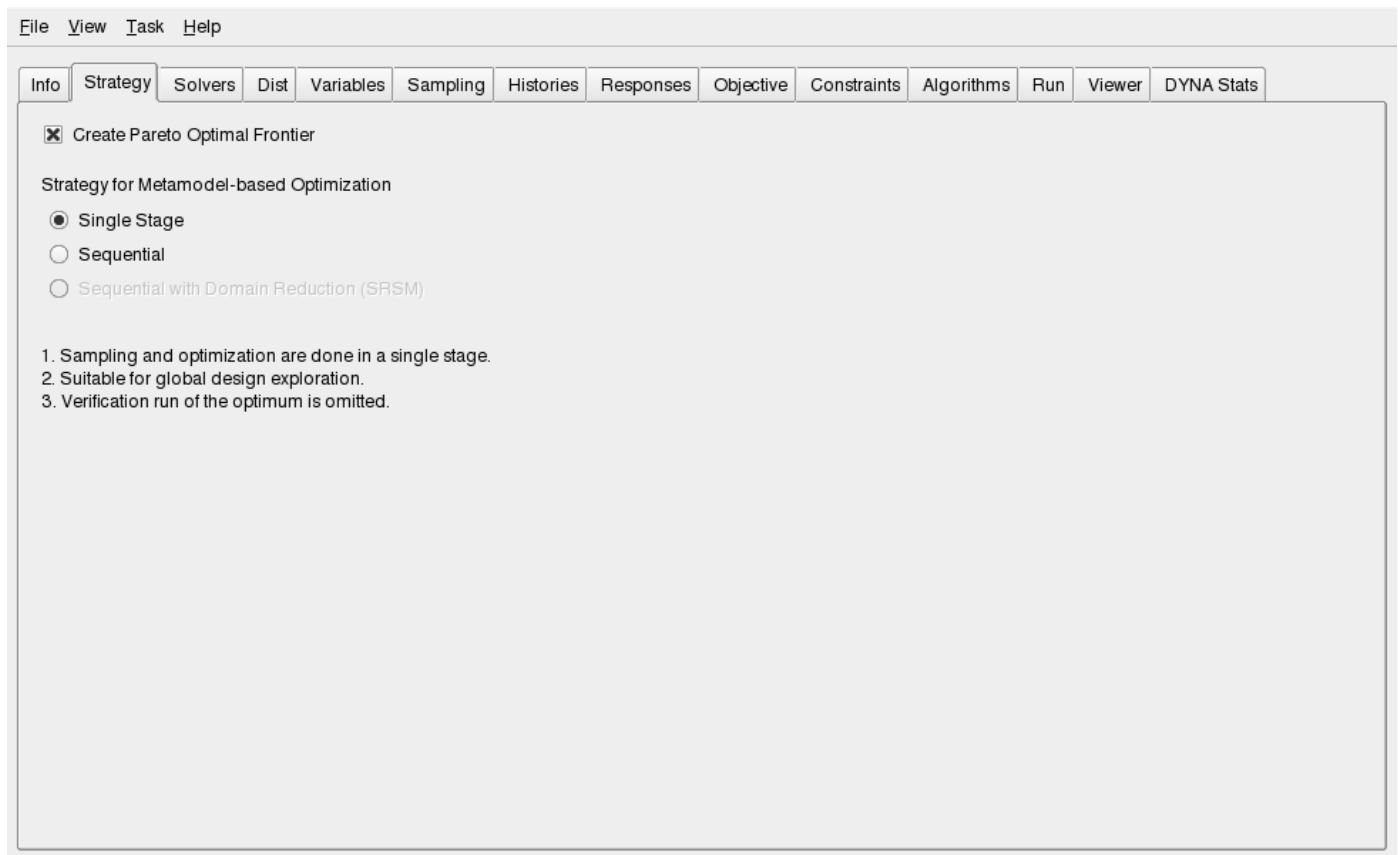 File View Task Help
Info Strategy Solvers Dist Variables Sampling Histories Responses Objective Constraints Algorithms Run Viewer DYNA Stats
Create Pareto Optimal Frontier
Strategy for Metamodel-based Optimization
Single Stage
Sequential
Sequential with Domain Reduction (SRSM)
1. Sampling and optimization are done in a single stage.
2. Suitable for global design exploration.
3. Verification run of the optimum is omitted.